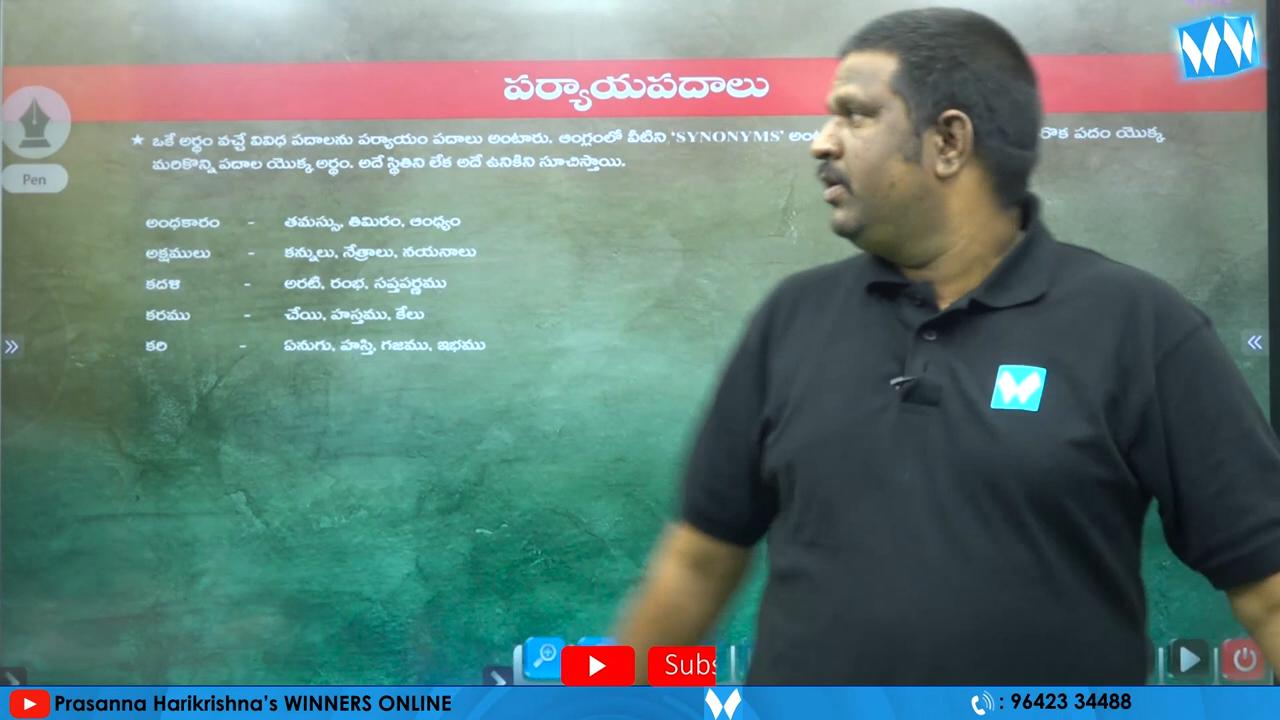 పర్యాయపదాలు
★ ఒకే అర్థం వచ్చే వివిధ పదాలను పర్యాయం పదాలు అంటారు. ఆంగ్లంలో వీటిని ‘SYNONYMS’ పదం యొక్క
మరికొన్ని పదాల యొక్క అర్థం. అదే స్థితిని లేక అదే ఉనికిని సూచిస్తాయి.
Pen
అంధకారం - తమస్సు, తిమిరం, ఆంధ్యం
అక్షములు - కన్నులు, నేత్రాలు, నయనాలు
కదళి - అరటి, రంభ, సప్తపర్ణము
కరము - చేయి, హస్తము, కేలు
కరి - ఏనుగు, హస్తి, గజము, ఇభము
Prasanna Harikrishna’s WINNERS ONLINE
: 96423 34488